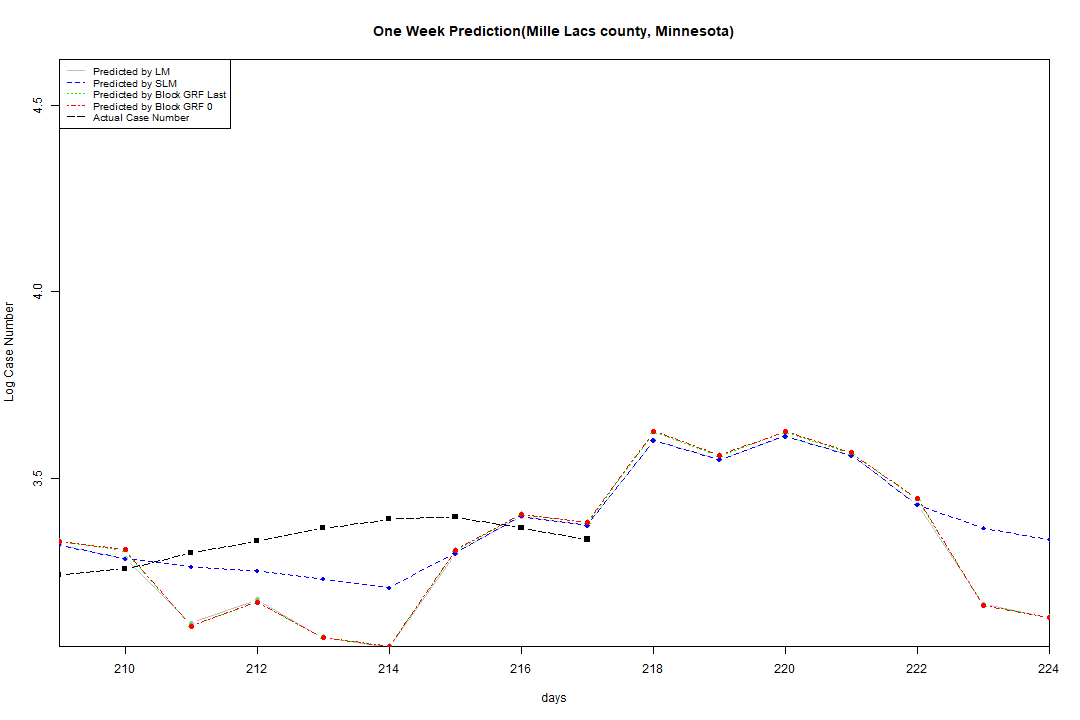 One Week Prediction(Mille Lacs county, Minnesota)
Predicted by LM
Predicted by SLM
Predicted by Block GRF Last
Predicted by Block GRF 0
Actual Case Number
4.5
4.0
3.5
Log Case Number
210 212 214 216 218 220 222 224
days